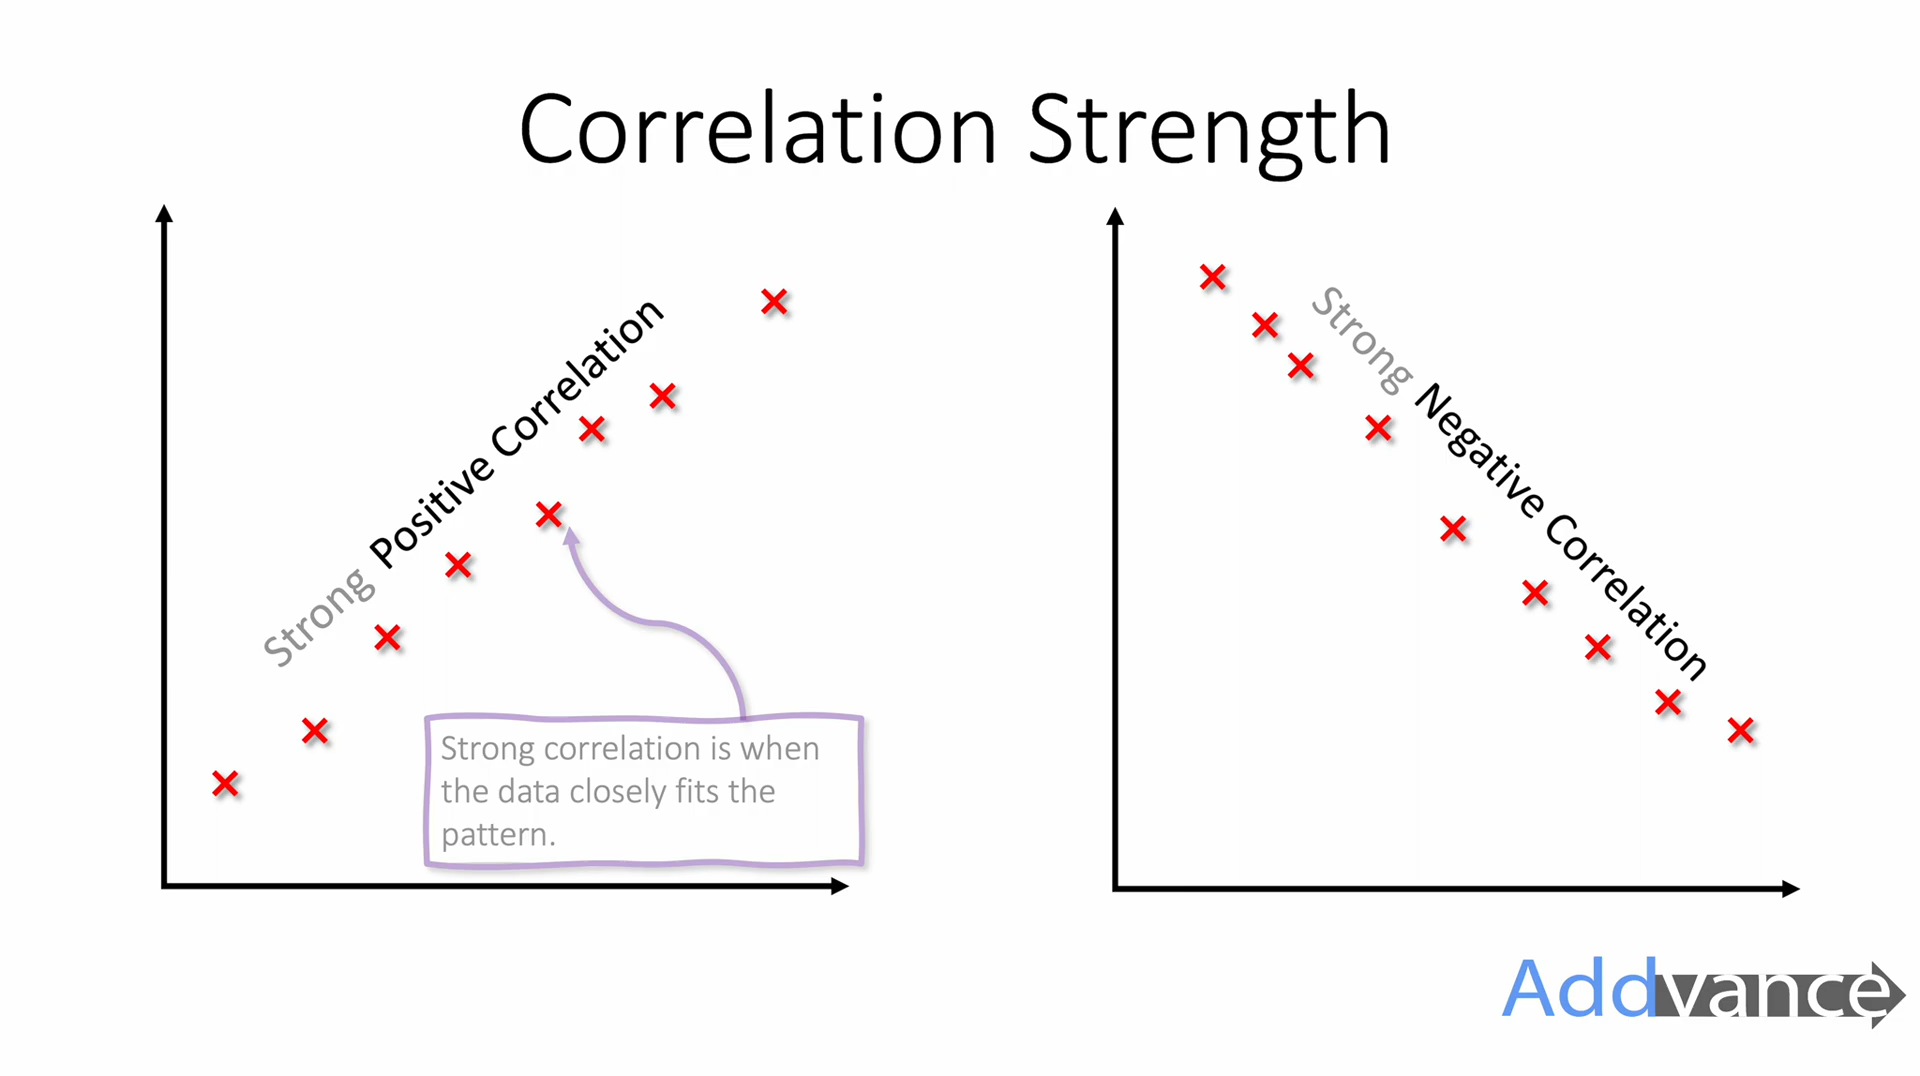 Correlation Strength
Strong Positive Correlation
Strong correlation is when
the data closely fits the
pattern.
Strong Negative Correlation
Addvance